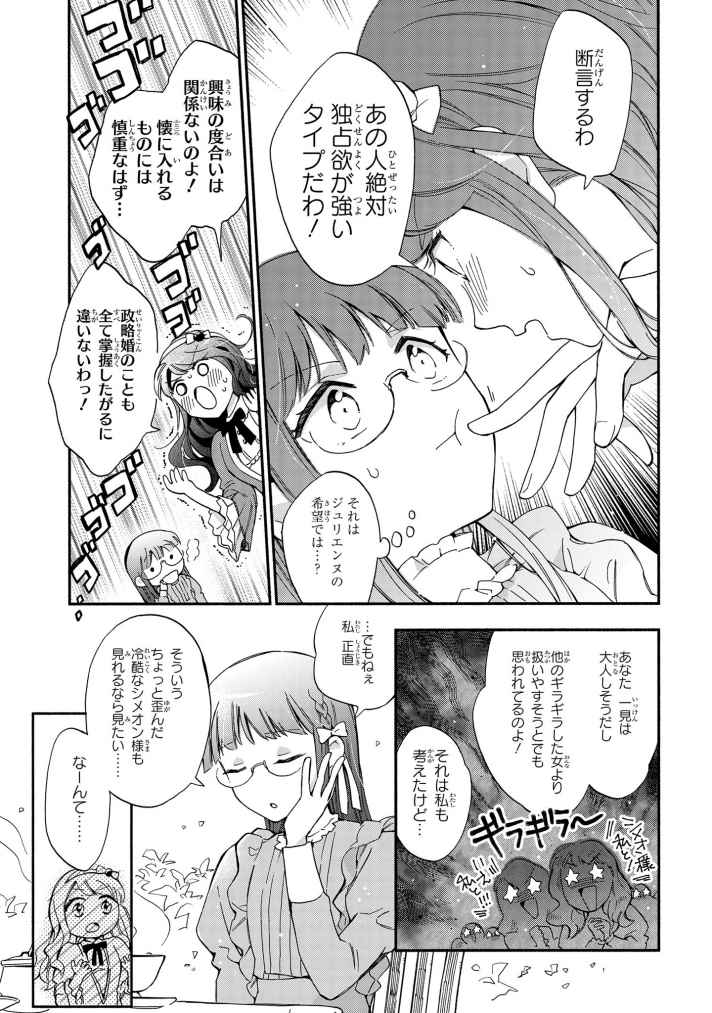 断言するわ
あの人絶対
独占欲が強い
タイプだわ！
それは
ジュリエンヌの
希望では…？
興味の度合いは
関係ないのよ！
懐に入れる
ものには
慎重なはず…
政略婚のことも
全て掌握したがるに
違いないわっ！
ゴゴゴゴゴゴ
あなた 一見は
大人しそうだし
他のギラギラした女より
扱いやすそうとでも
思われてるのよ！
それは私も
考えたけど…
ギラギラ〜
シメオン様
私と！
私よ!!!
…でもねぇ
私 正直
そういう
ちょっと歪んだ
冷酷なシメオン様も
見れるなら見たい……
なーんて……